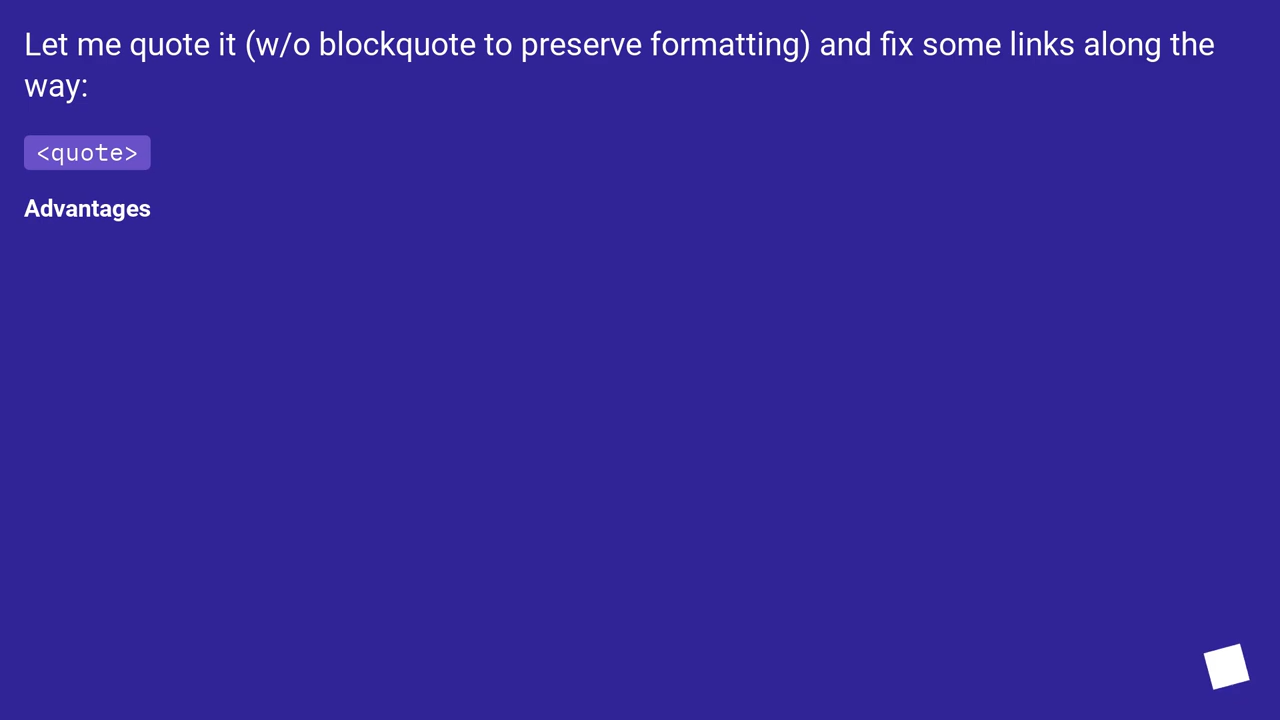 Let me quote it (w/o blockquote to preserve formatting) and fix some links along the
way:
<quote>
Advantages